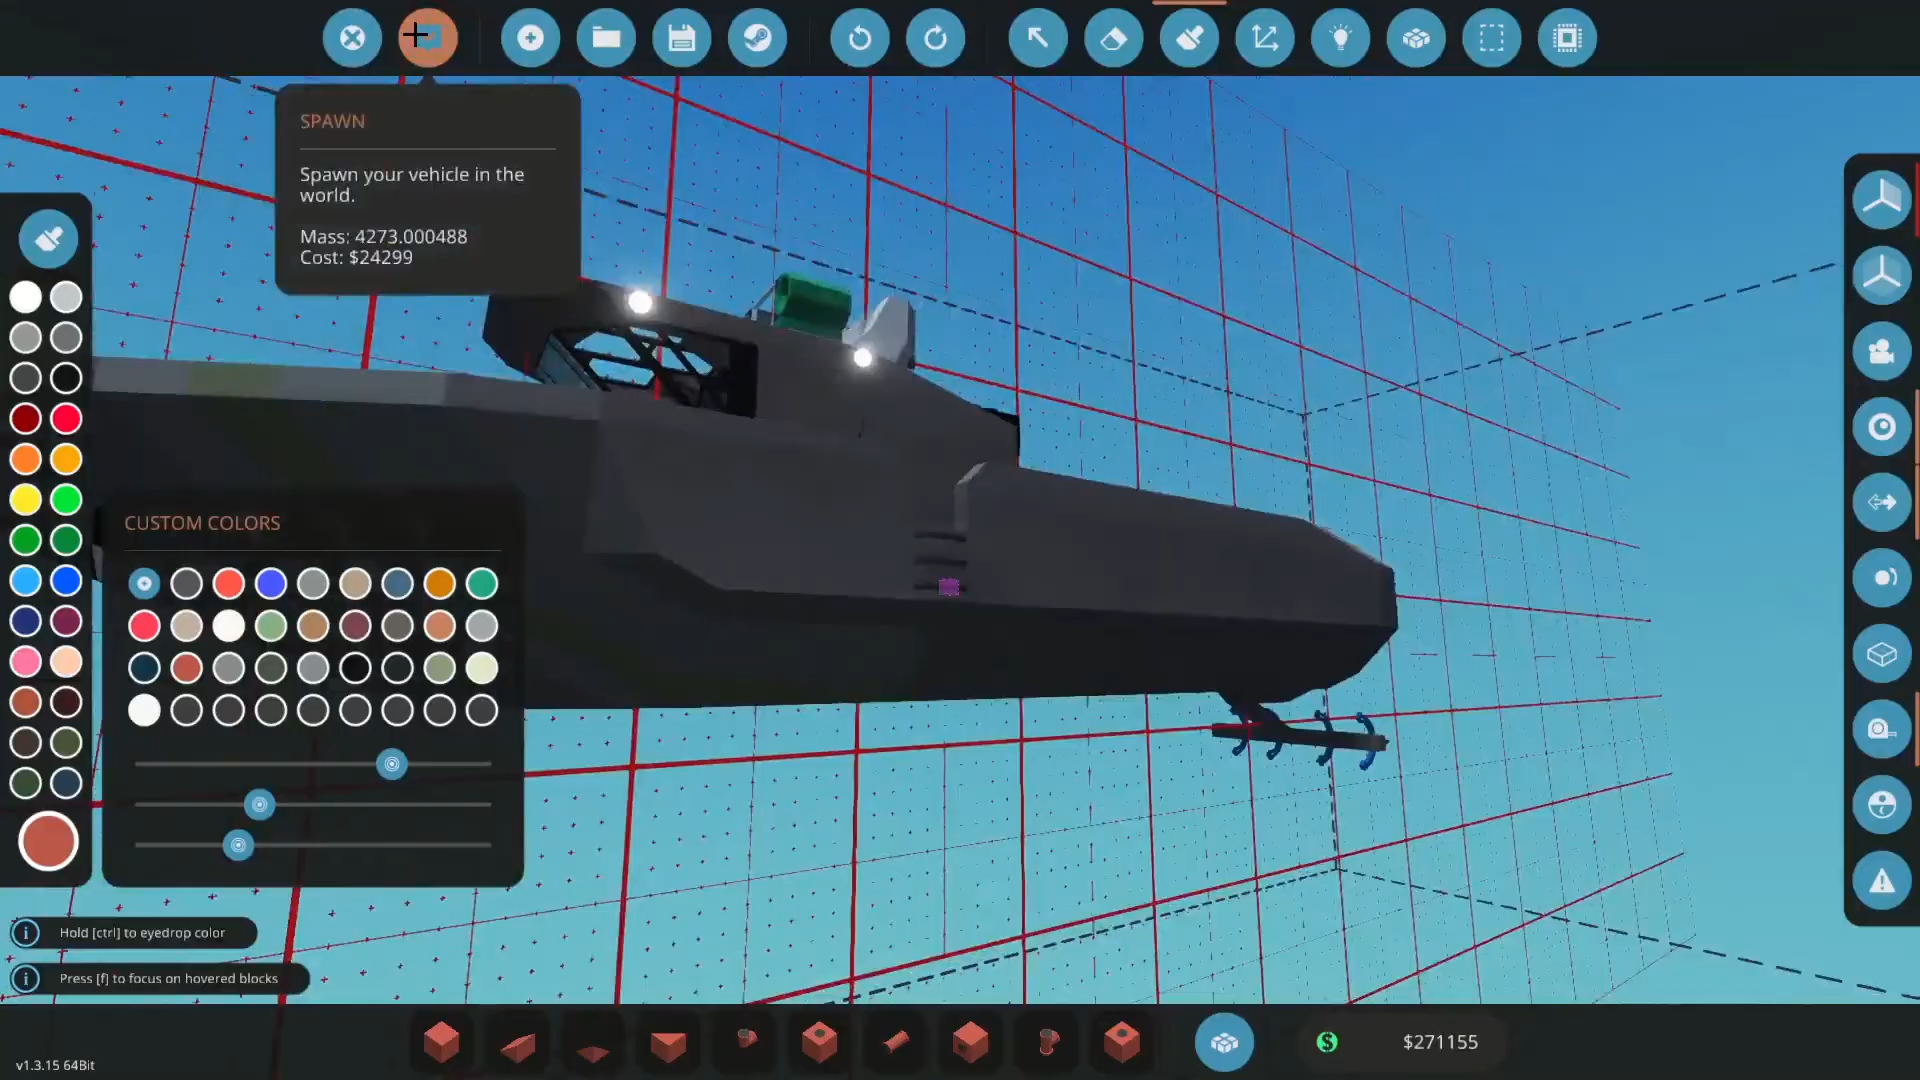 SPAWN
Spawn your vehicle in the
world.
Mass: 4273.000488
Cost: $24299
CUSTOM COLORS
Hold [ctrl] to eyedrop color
Press [f] to focus on hovered blocks
$271155
v1.3.15 64Bit